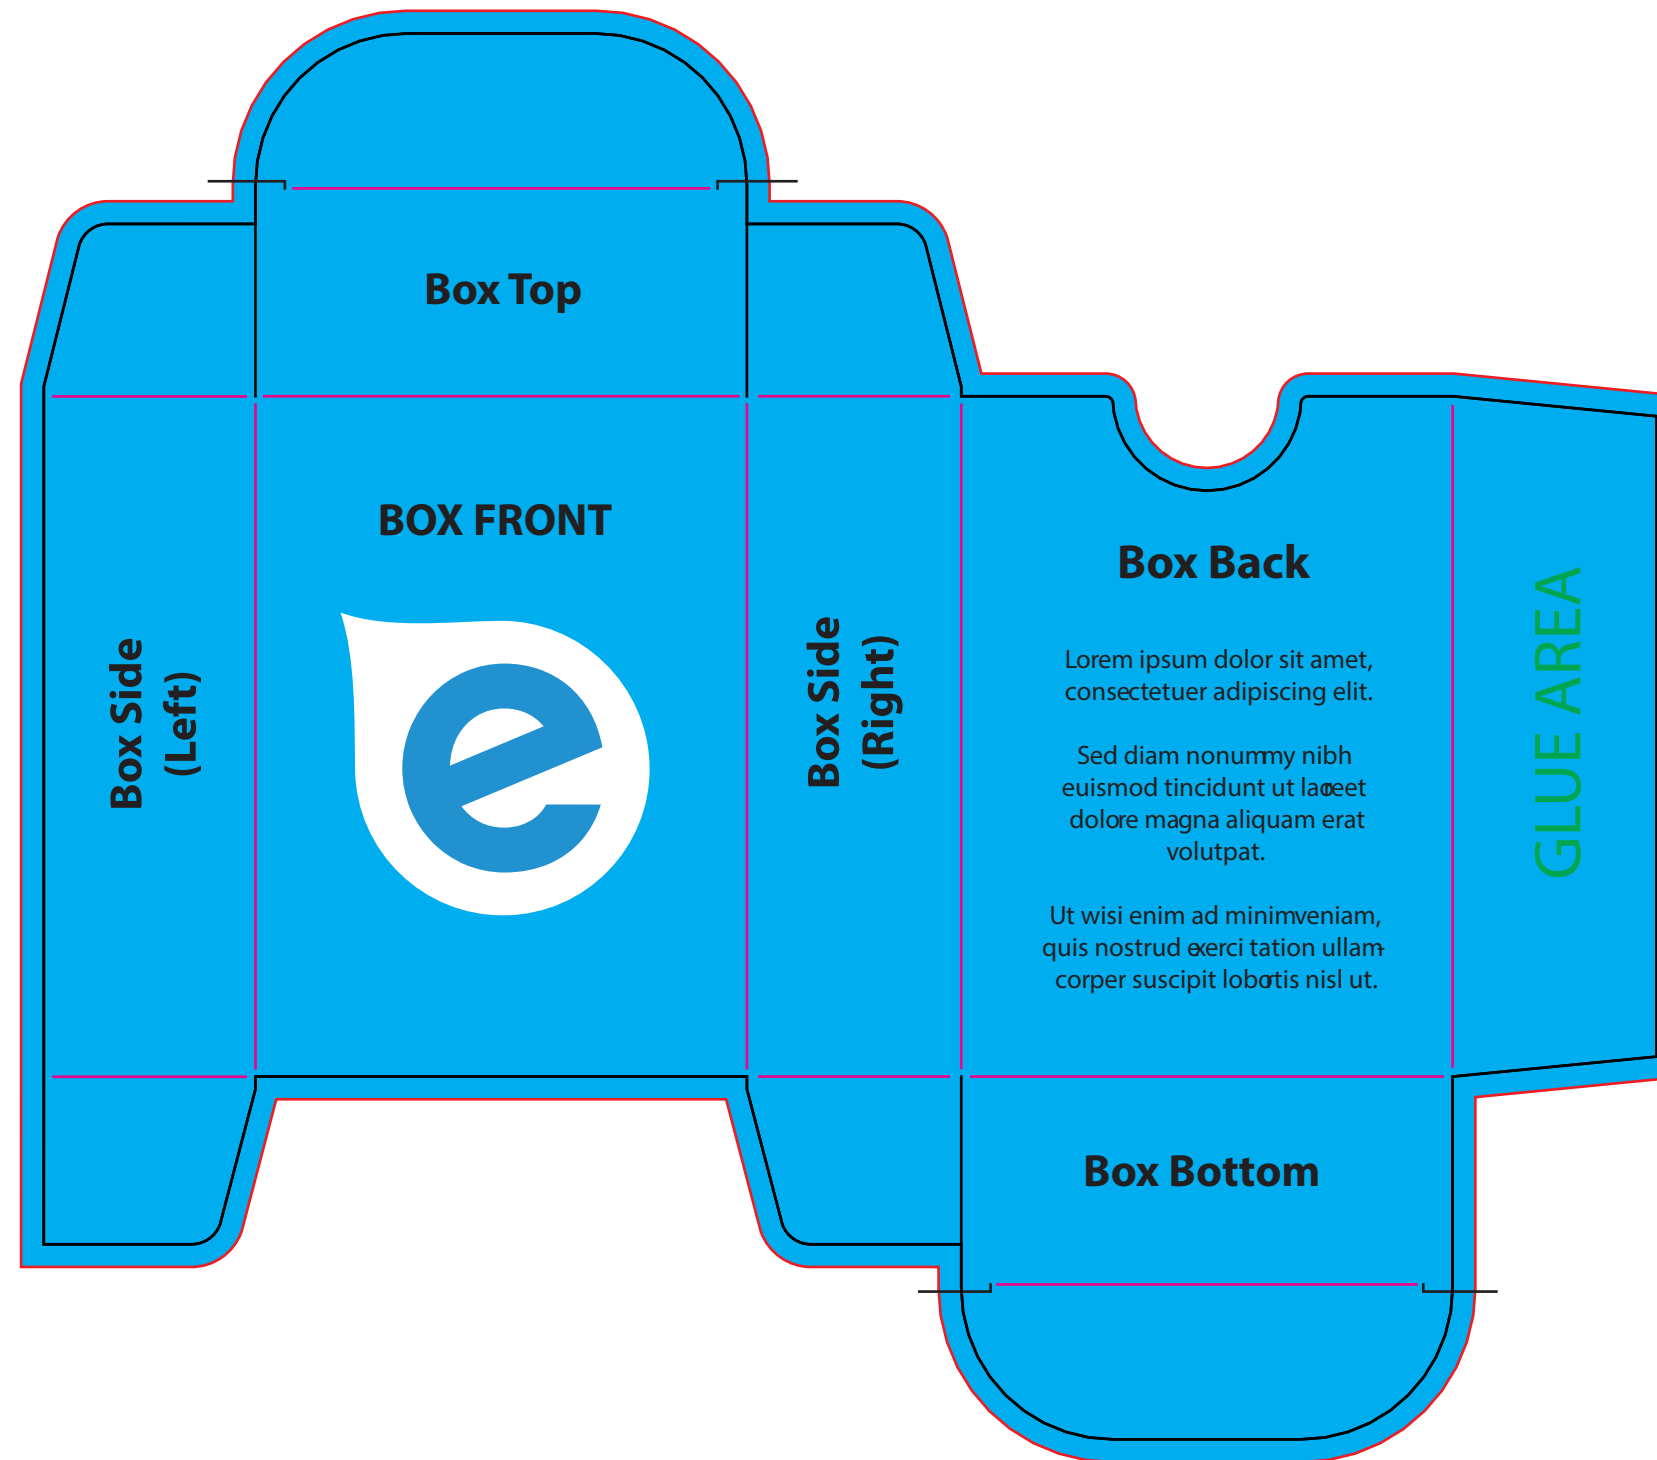 Box Top
BOX FRONT
Box Side
(Left)
e
Box Side
(Right)
Box Back
Lorem ipsum dolor sit amet,
consectetuer adipiscing elit.
Sed diam nonummy nibh
euismod tincidunt ut laoreet
dolore magna aliquam erat
volutpat.
Ut wisi enim ad minim veniam,
quis nostrud exerci tation ullam-
corper suscipit lobortis nisl ut.
GLUE AREA
Box Bottom